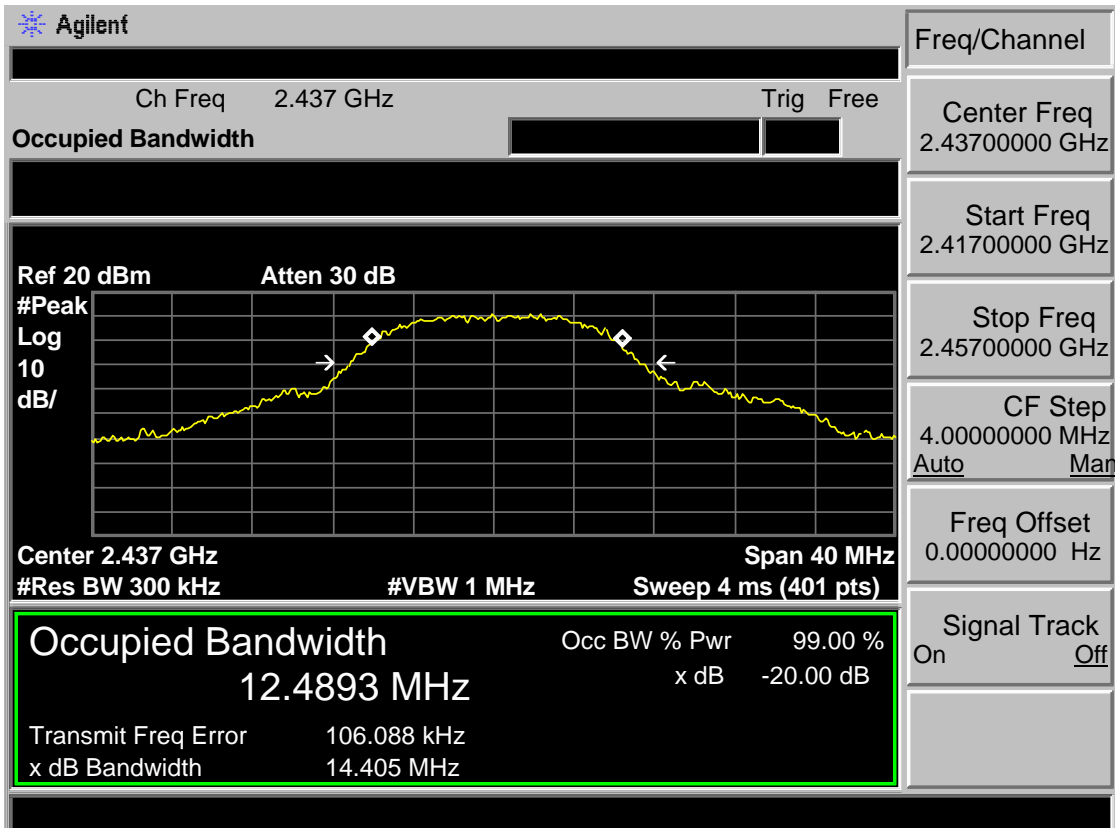 Agilent
Freq/Channel
Ch Freq 2.437 GHz Trig Free
Occupied Bandwidth
Center Freq
2.43700000 GHz
Start Freq
2.41700000 GHz
Stop Freq
2.45700000 GHz
CF Step
4.00000000 MHz
Auto Man
Freq Offset
0.00000000 Hz
Signal Track
On Off
Ref 20 dBm Atten 30 dB
#Peak
Log
10
dB/
Center 2.437 GHz Span 40 MHz
#Res BW 300 kHz #VBW 1 MHz Sweep 4 ms (401 pts)
Occupied Bandwidth
12.4893 MHz
Occ BW % Pwr 99.00 %
x dB -20.00 dB
Transmit Freq Error 106.088 kHz
x dB Bandwidth 14.405 MHz